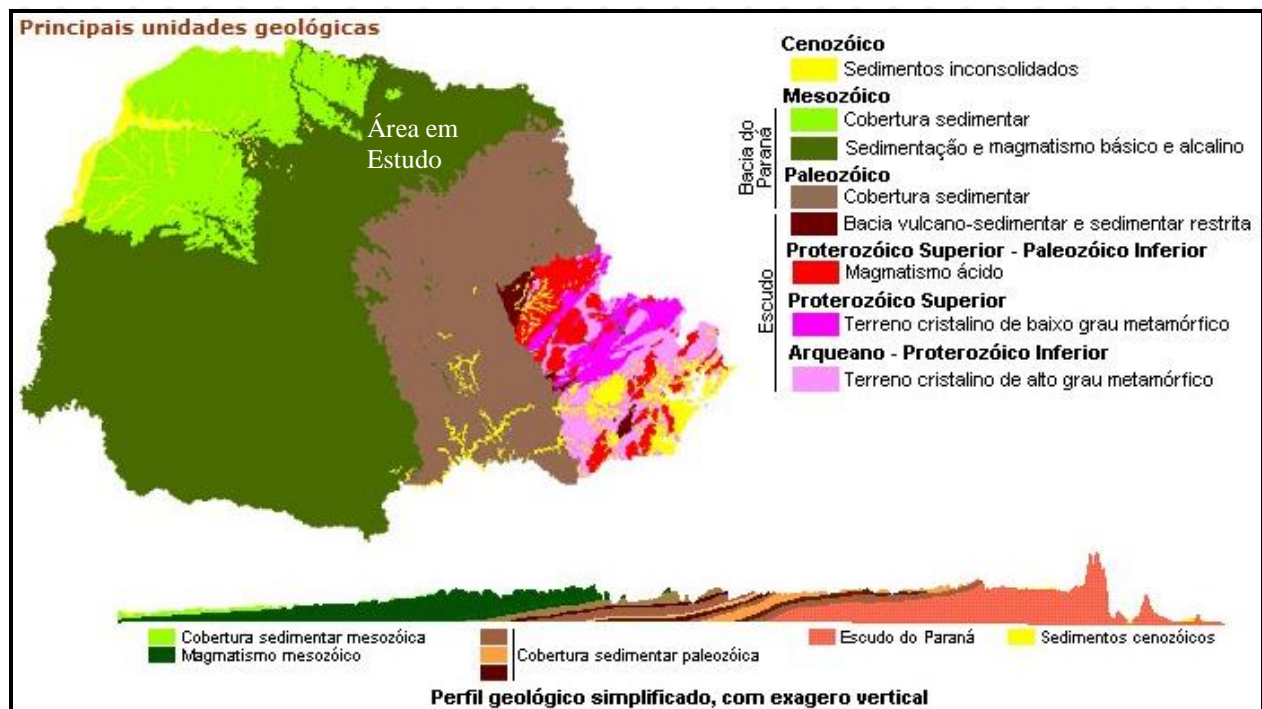 Principais unidades geológicas
Área em
Estudo
Cenozóico
Sedimentos inconsolidados
Mesozóico
Cobertura sedimentar
Sedimentação e magmatismo básico e alcalino
Paleozóico
Cobertura sedimentar
Bacia do
Paraná
Bacia vulcano-sedimentar e sedimentar restrita
Proterozóico Superior - Paleozóico Inferior
Magmatismo ácido
Proterozóico Superior
Terreno cristalino de baixo grau metamórfico
Arqueano - Proterozóico Inferior
Terreno cristalino de alto grau metamórfico
Escudo
Cobertura sedimentar mesozóica
Magmatismo mesozóico
Cobertura sedimentar paleozóica
Escudo do Paraná
Sedimentos cenozóicos
Perfil geológico simplificado, com exagero vertical